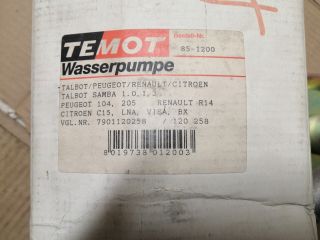 TEMOT
Bestell-Nr.
85-1200
Wasserpumpe
TALBOT/PEUGEOT/RENAULT/CITROEN
TALBOT SAMBA 1.0,1.3
PEUGEOT 104, 205 RENAULT R14
CITROEN C15, LNA, VISA, BX
VGL.NR. 7901120258 / 120 258
8019738012003